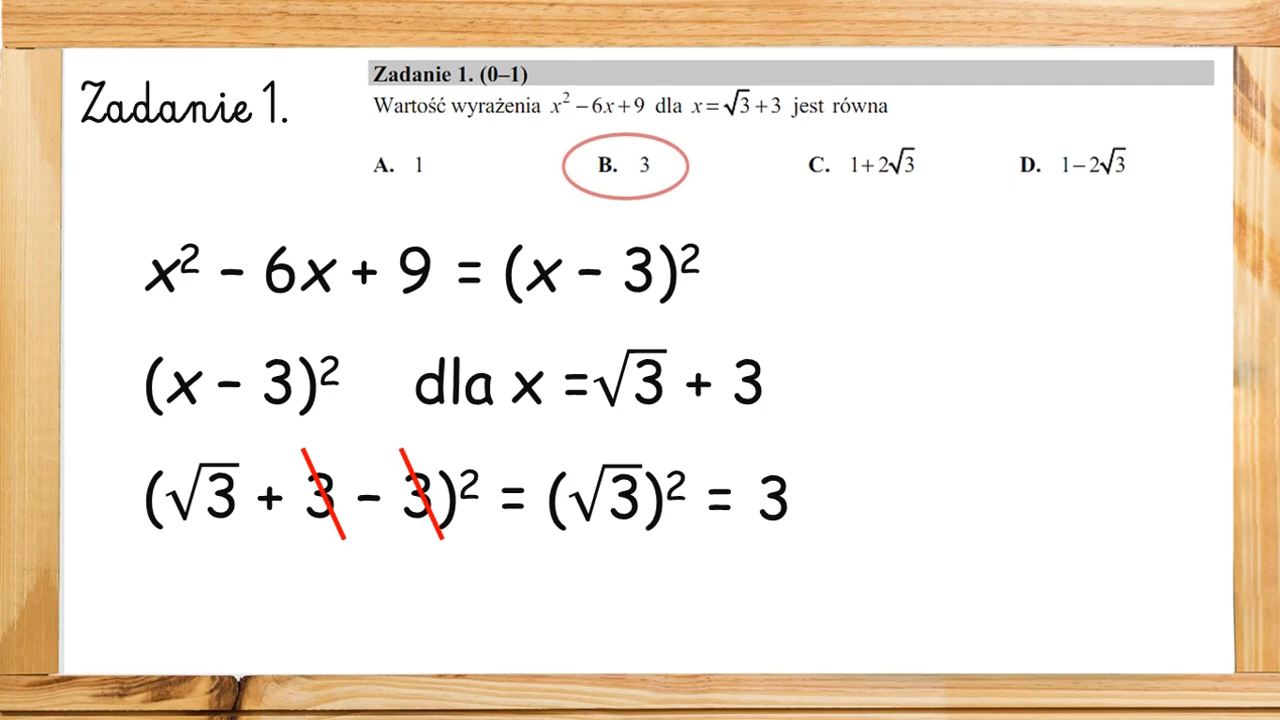 Zadanie 1.
Zadanie 1. (0–1)
Wartość wyrażenia x² − 6x + 9 dla x = √3 + 3 jest równa
A. 1 B. 3 C. 1 + 2√3 D. 1 − 2√3
x² − 6x + 9 = (x − 3)²
(x − 3)² dla x = √3 + 3
(√3 + 3 − 3)² = (√3)² = 3